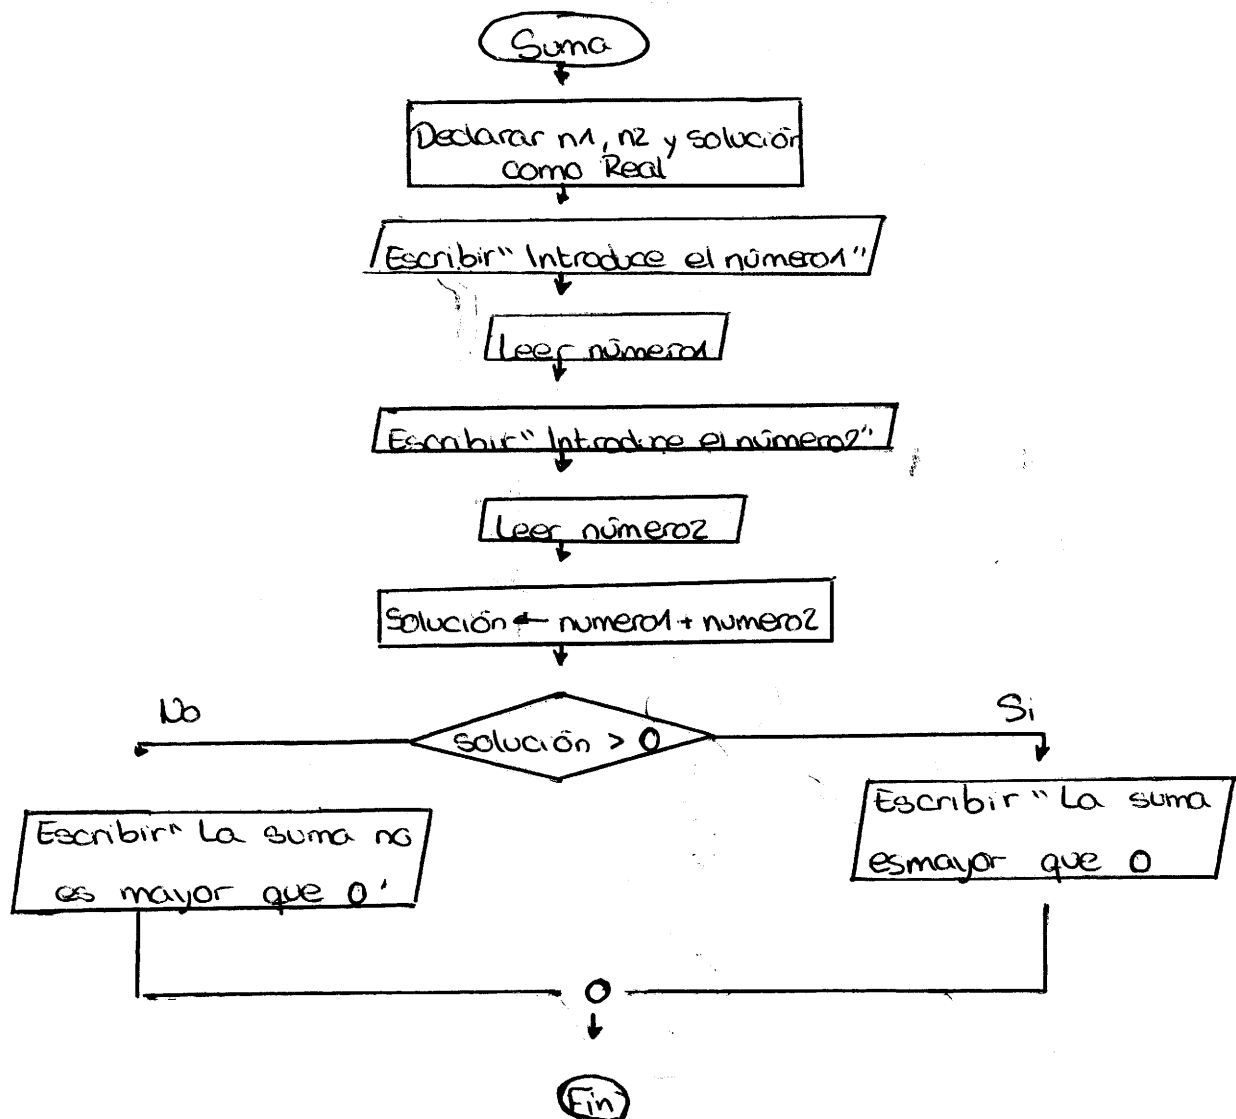 Suma
Declarar n1, n2 y solución
como Real
Escribir" Introduce el número1"
Leer número1
Escribir" Introduce el número2"
Leer número2
Solución ← numero1 + numero2
No
solución > 0
Si
Escribir" La suma no
es mayor que 0'
Escribir" La suma
esmayor que 0
Fin